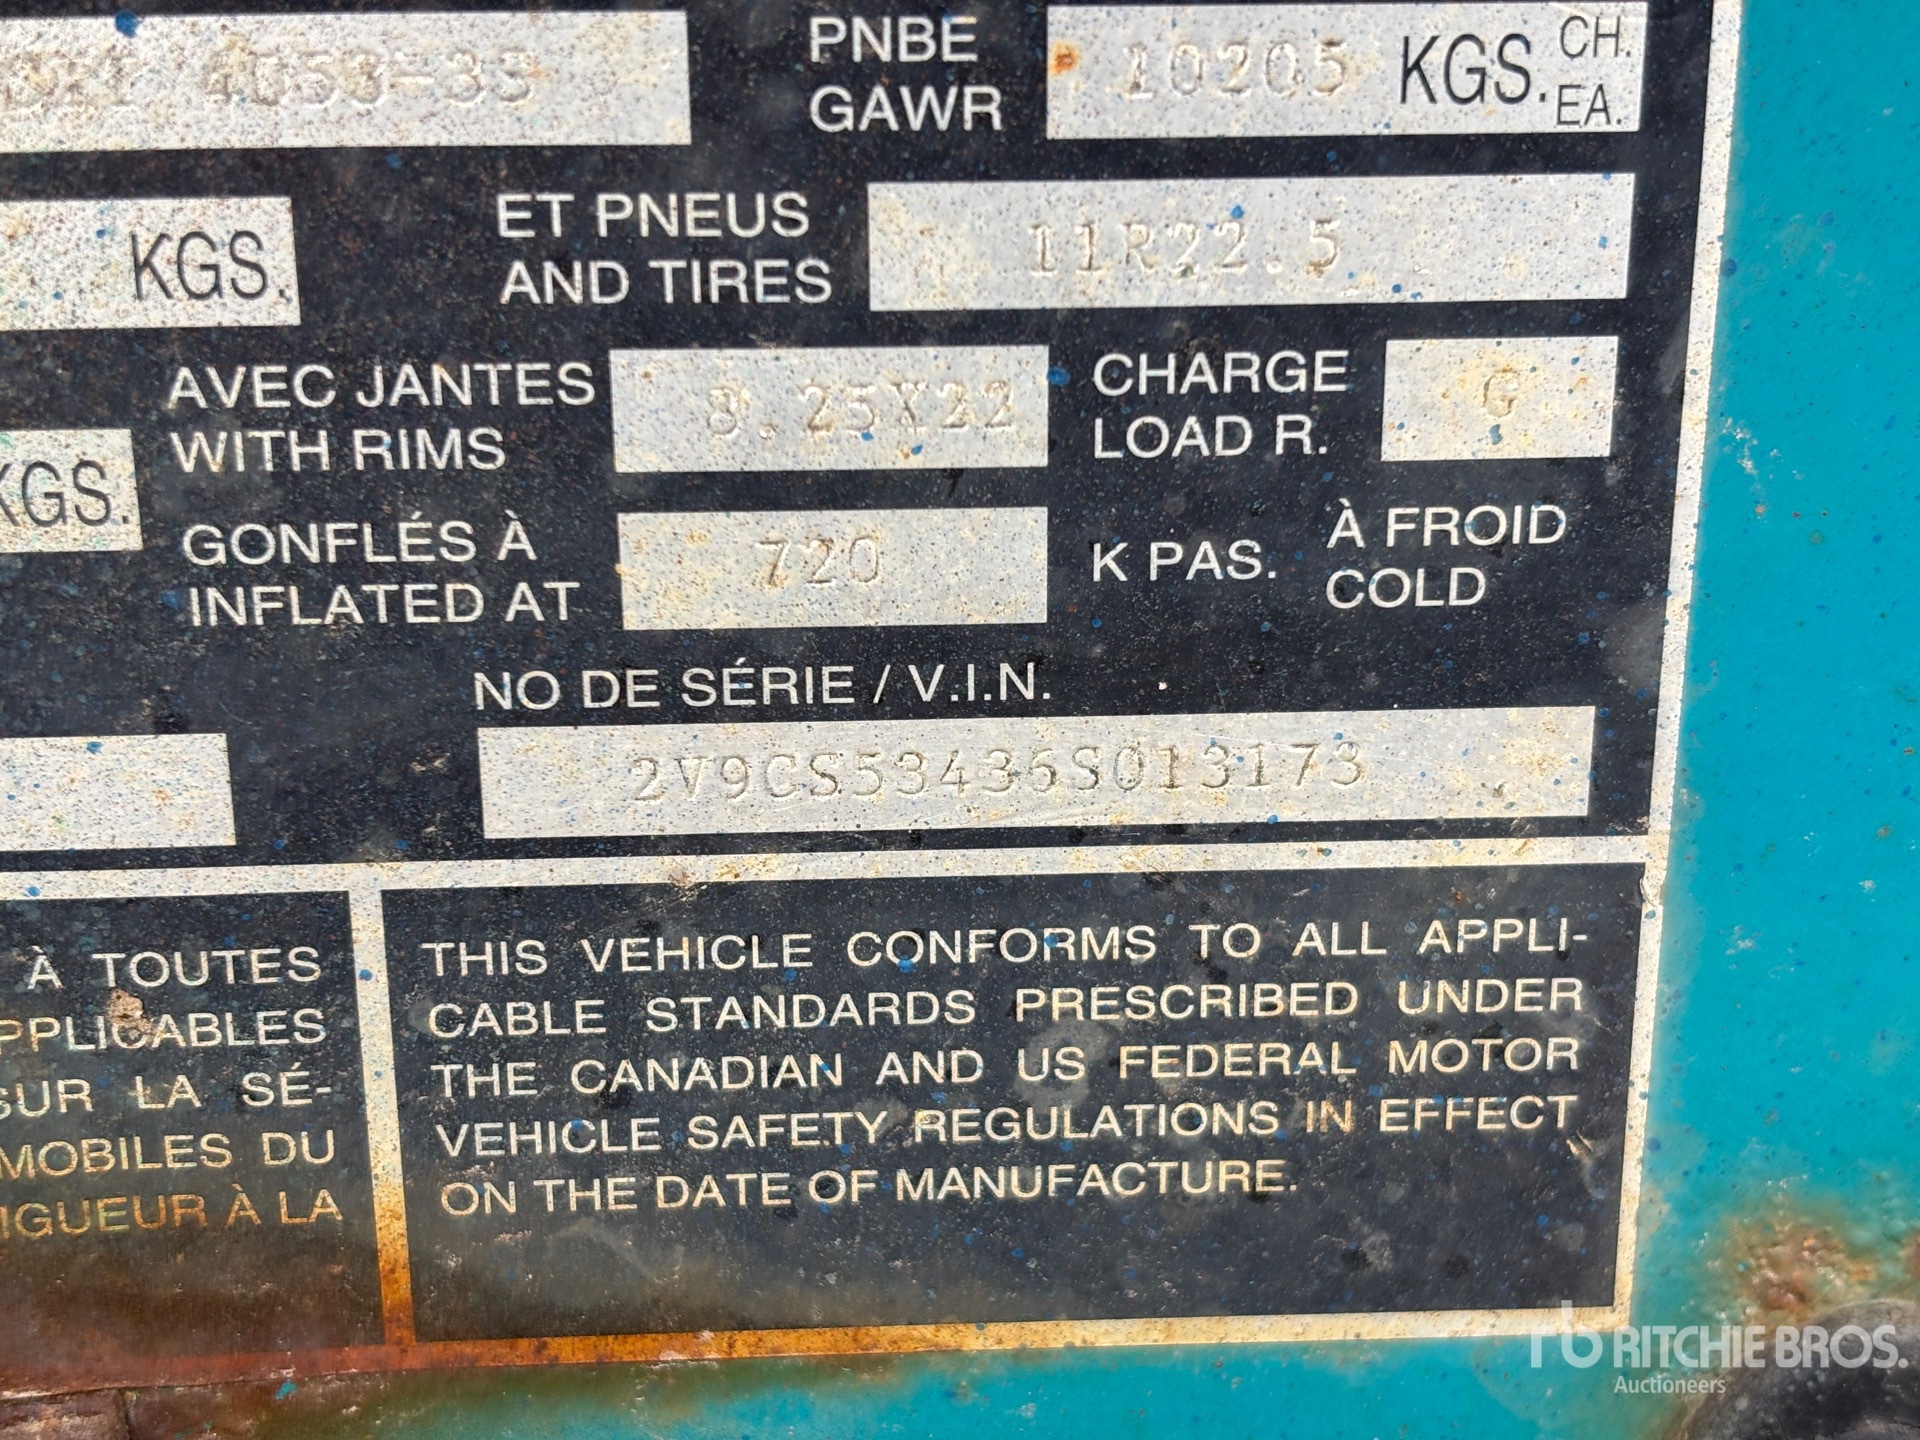 4C53-3S
PNBE
GAWR
10205 KGS. CH.
EA.
KGS.
ET PNEUS
AND TIRES
11R22.5
AVEC JANTES
WITH RIMS
8.25X22
CHARGE
LOAD R.
G
KGS.
GONFLÉS À
INFLATED AT
720
K PAS.
À FROID
COLD
NO DE SÉRIE / V.I.N.
2V9CS53436S013173
À TOUTES
PPLICABLES
SUR LA SÉ-
MOBILES DU
IGUEUR À LA
THIS VEHICLE CONFORMS TO ALL APPLI-
CABLE STANDARDS PRESCRIBED UNDER
THE CANADIAN AND US FEDERAL MOTOR
VEHICLE SAFETY REGULATIONS IN EFFECT
ON THE DATE OF MANUFACTURE.
rb RITCHIE BROS.
Auctioneers